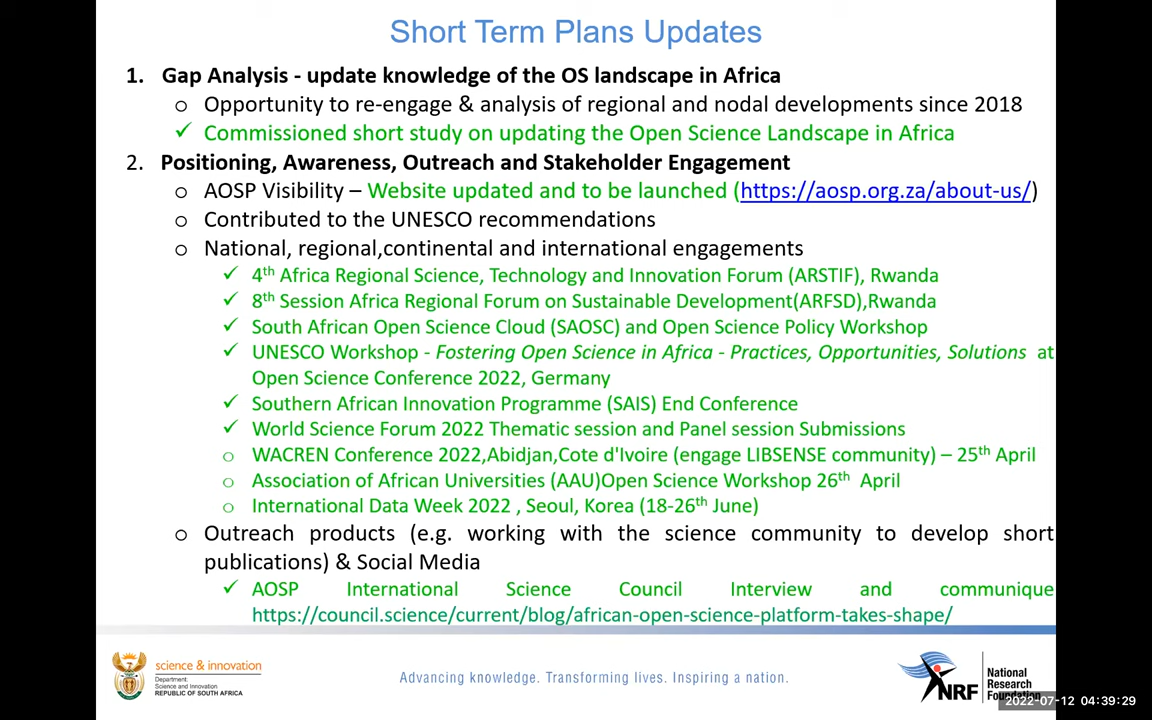 Short Term Plans Updates
1. Gap Analysis - update knowledge of the OS landscape in Africa
o Opportunity to re-engage & analysis of regional and nodal developments since 2018
✓ Commissioned short study on updating the Open Science Landscape in Africa
2. Positioning, Awareness, Outreach and Stakeholder Engagement
o AOSP Visibility – Website updated and to be launched (https://aosp.org.za/about-us/)
o Contributed to the UNESCO recommendations
o National, regional,continental and international engagements
✓ 4th Africa Regional Science, Technology and Innovation Forum (ARSTIF), Rwanda
✓ 8th Session Africa Regional Forum on Sustainable Development(ARFSD),Rwanda
✓ South African Open Science Cloud (SAOSC) and Open Science Policy Workshop
✓ UNESCO Workshop - Fostering Open Science in Africa - Practices, Opportunities, Solutions at
Open Science Conference 2022, Germany
✓ Southern African Innovation Programme (SAIS) End Conference
✓ World Science Forum 2022 Thematic session and Panel session Submissions
o WACREN Conference 2022,Abidjan,Cote d'Ivoire (engage LIBSENSE community) – 25th April
o Association of African Universities (AAU)Open Science Workshop 26th April
o International Data Week 2022 , Seoul, Korea (18-26th June)
o Outreach products (e.g. working with the science community to develop short
publications) & Social Media
✓ AOSP International Science Council Interview and communique
https://council.science/current/blog/african-open-science-platform-takes-shape/
science & innovation
Department:
Science and Innovation
REPUBLIC OF SOUTH AFRICA
Advancing knowledge. Transforming lives. Inspiring a nation.
NRF
National
Research
Foundation
2022-07-12 04:39:29